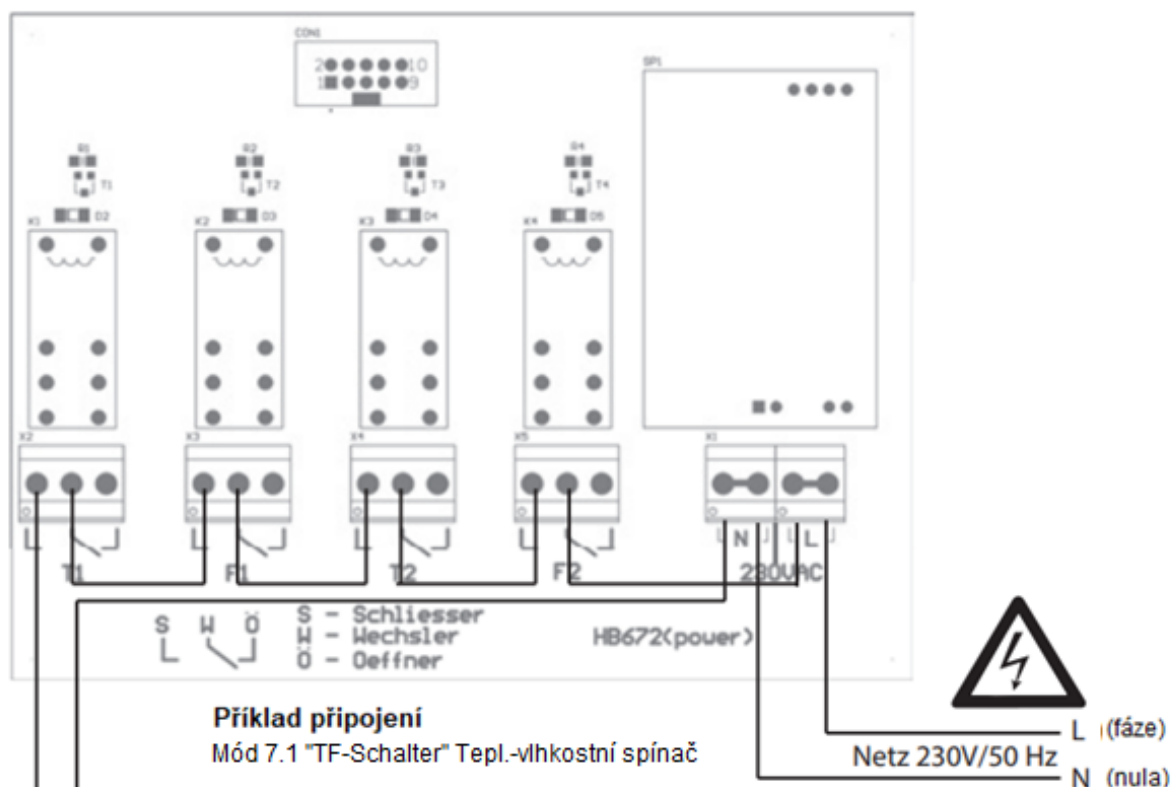 CON1
2 10
1 9
SP1
R1 R2 R3 R4
T1 T2 T3 T4
D2 D3 D4 D5
K1 K2 K3 K4
X2 X3 X4 X5 X1
O O O O O O
N L
T1 F1 T2 F2 230VAC
S W Ö
S - Schliesser
W - Wechsler
Ö - Oeffner
HB672(power)
Příklad připojení
Mód 7.1 "TF-Schalter" Tepl.-vlhkostní spínač
L (fáze)
Netz 230V/50 Hz
N (nula)